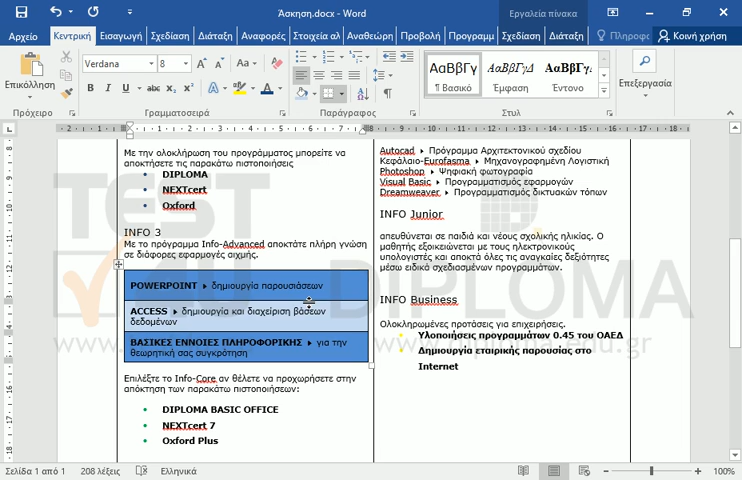 Άσκηση.docx - Word
Εργαλεία πίνακα
Αρχείο Κεντρική Εισαγωγή Σχεδίαση Διάταξη Αναφορές Στοιχεία αλ Αναθεώρη Προβολή Προγραμμ Σχεδίαση Διάταξη Πληροφς Κοινή χρήση
Verdana 8
Επικόλληση
Επεξεργασία
ΑαΒβΓγ ΑαΒβΓγΔ ΑαΒβΓγ
¶ Βασικό Έμφαση Έντονο
Πρόχειρο Γραμματοσειρά Παράγραφος Στυλ
Με την ολοκλήρωση του προγράμματος μπορείτε να
αποκτήσετε τις παρακάτω πιστοποιήσεις
• DIPLOMA
• NEXTcert
• Oxford
INFO 3
Με το πρόγραμμα Info-Advanced αποκτάτε πλήρη γνώση
σε διάφορες εφαρμογές αιχμής.
POWERPOINT ▸ δημιουργία παρουσιάσεων
ACCESS ▸ δημιουργία και διαχείριση βάσεων
δεδομένων
ΒΑΣΙΚΕΣ ΕΝΝΟΙΕΣ ΠΛΗΡΟΦΟΡΙΚΗΣ ▸ για την
θεωρητική σας συγκρότηση
Επιλέξτε το Info-Core αν θέλετε να προχωρήσετε στην
απόκτηση των παρακάτω πιστοποιήσεων:
• DIPLOMA BASIC OFFICE
• NEXTcert 7
• Oxford Plus
Autocad ▸ Πρόγραμμα Αρχιτεκτονικού σχεδίου
Κεφάλαιο-Eurofasma ▸ Μηχανογραφημένη Λογιστική
Photoshop ▸ Ψηφιακή φωτογραφία
Visual Basic ▸ Προγραμματισμός εφαρμογών
Dreamweaver ▸ Προγραμματισμός δικτυακών τόπων
INFO Junior
απευθύνεται σε παιδιά και νέους σχολικής ηλικίας. Ο
μαθητής εξοικειώνεται με τους ηλεκτρονικούς
υπολογιστές και αποκτά όλες τις αναγκαίες δεξιότητες
μέσω ειδικά σχεδιασμένων προγραμμάτων.
INFO Business
Ολοκληρωμένες προτάσεις για επιχειρήσεις.
• Υλοποιήσεις προγραμμάτων 0.45 του ΟΑΕΔ
• Δημιουργία εταιρικής παρουσίας στο
Internet
Σελίδα 1 από 1 208 λέξεις Ελληνικά 100%